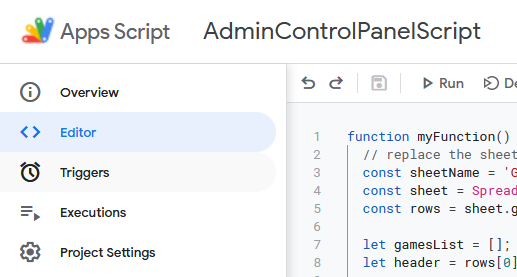 Apps Script
AdminControlPanelScript
Overview
Editor
Triggers
Executions
Project Settings
Run
De
1 function myFunction()
2 // replace the sheet
3 const sheetName = 'G
4 const sheet = Spread
5 const rows = sheet.g
6
7 let gamesList = [];
8 let header = rows[0]